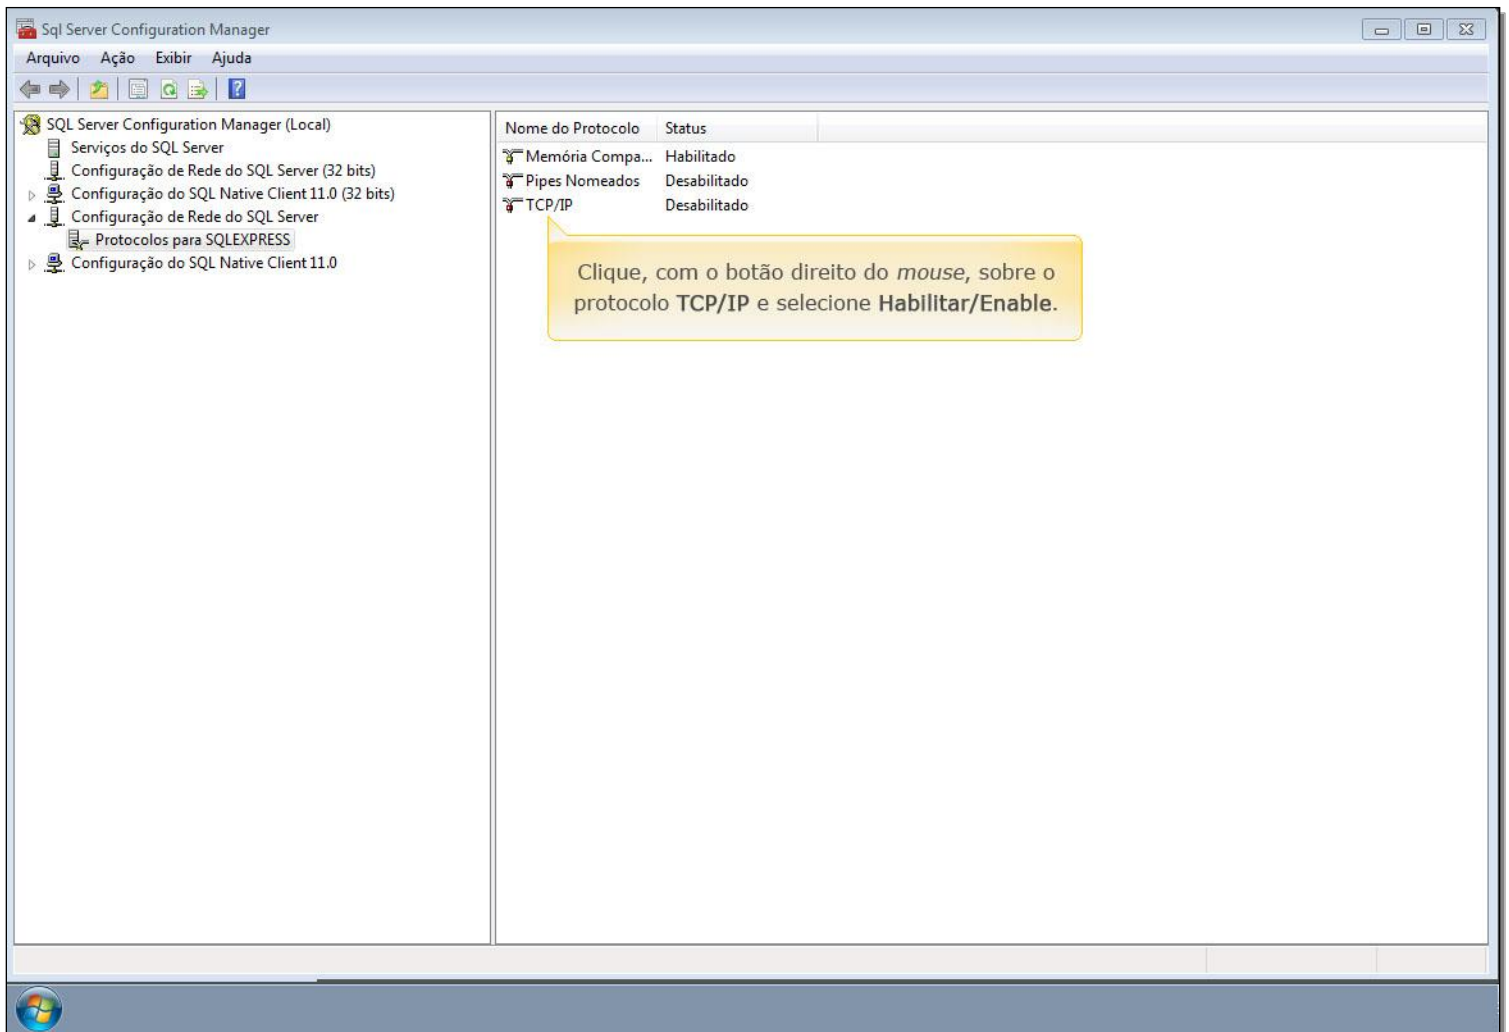 Sql Server Configuration Manager
Arquivo Ação Exibir Ajuda
SQL Server Configuration Manager (Local)
Serviços do SQL Server
Configuração de Rede do SQL Server (32 bits)
Configuração do SQL Native Client 11.0 (32 bits)
Configuração de Rede do SQL Server
Protocolos para SQLEXPRESS
Configuração do SQL Native Client 11.0
Nome do Protocolo Status
Memória Compa... Habilitado
Pipes Nomeados Desabilitado
TCP/IP Desabilitado
Clique, com o botão direito do mouse, sobre o
protocolo TCP/IP e selecione Habilitar/Enable.